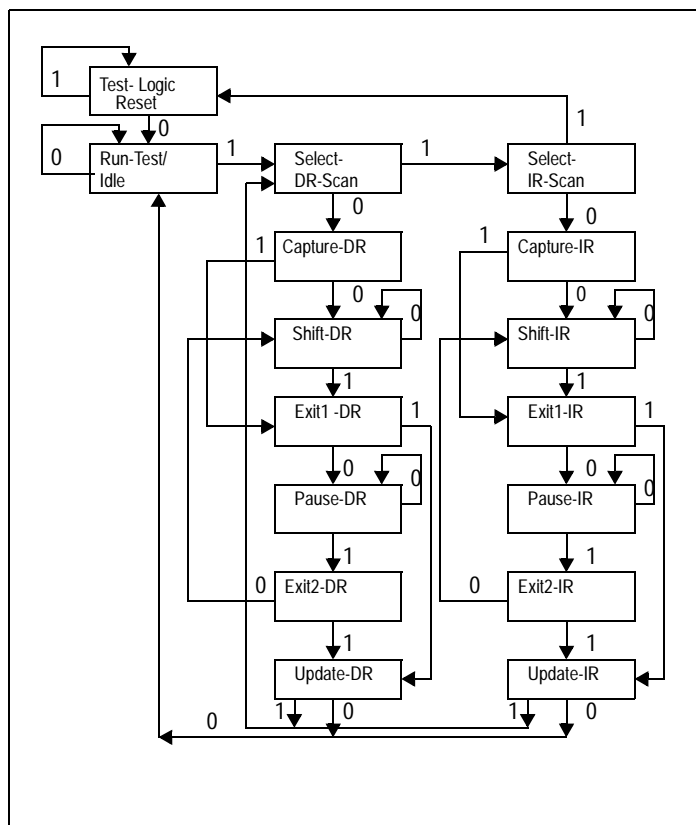 1
Test- Logic
Reset
0
1
0
Run-Test/
Idle
1
Select-
DR-Scan
1
Select-
IR-Scan
0
0
1
Capture-DR
1
Capture-IR
0
0
Shift-DR
0
Shift-IR
0
1
1
Exit1 -DR
1
Exit1-IR
1
0
0
Pause-DR
0
Pause-IR
0
1
1
0
Exit2-DR
0
Exit2-IR
1
1
Update-DR
Update-IR
0
1
0
1
0